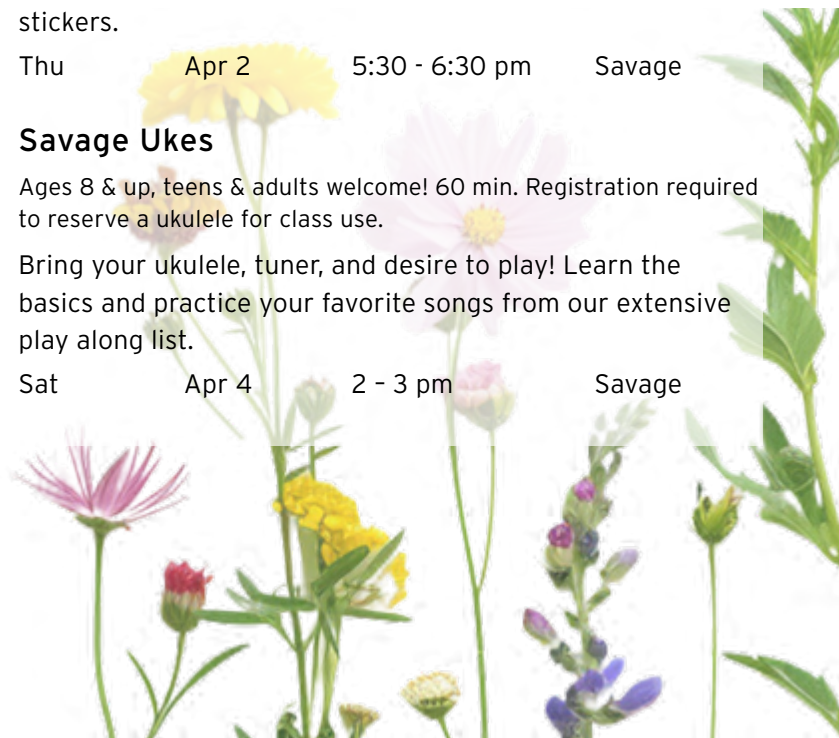 stickers.
Thu Apr 2 5:30 - 6:30 pm Savage
Savage Ukes
Ages 8 & up, teens & adults welcome! 60 min. Registration required
to reserve a ukulele for class use.
Bring your ukulele, tuner, and desire to play! Learn the
basics and practice your favorite songs from our extensive
play along list.
Sat Apr 4 2 – 3 pm Savage